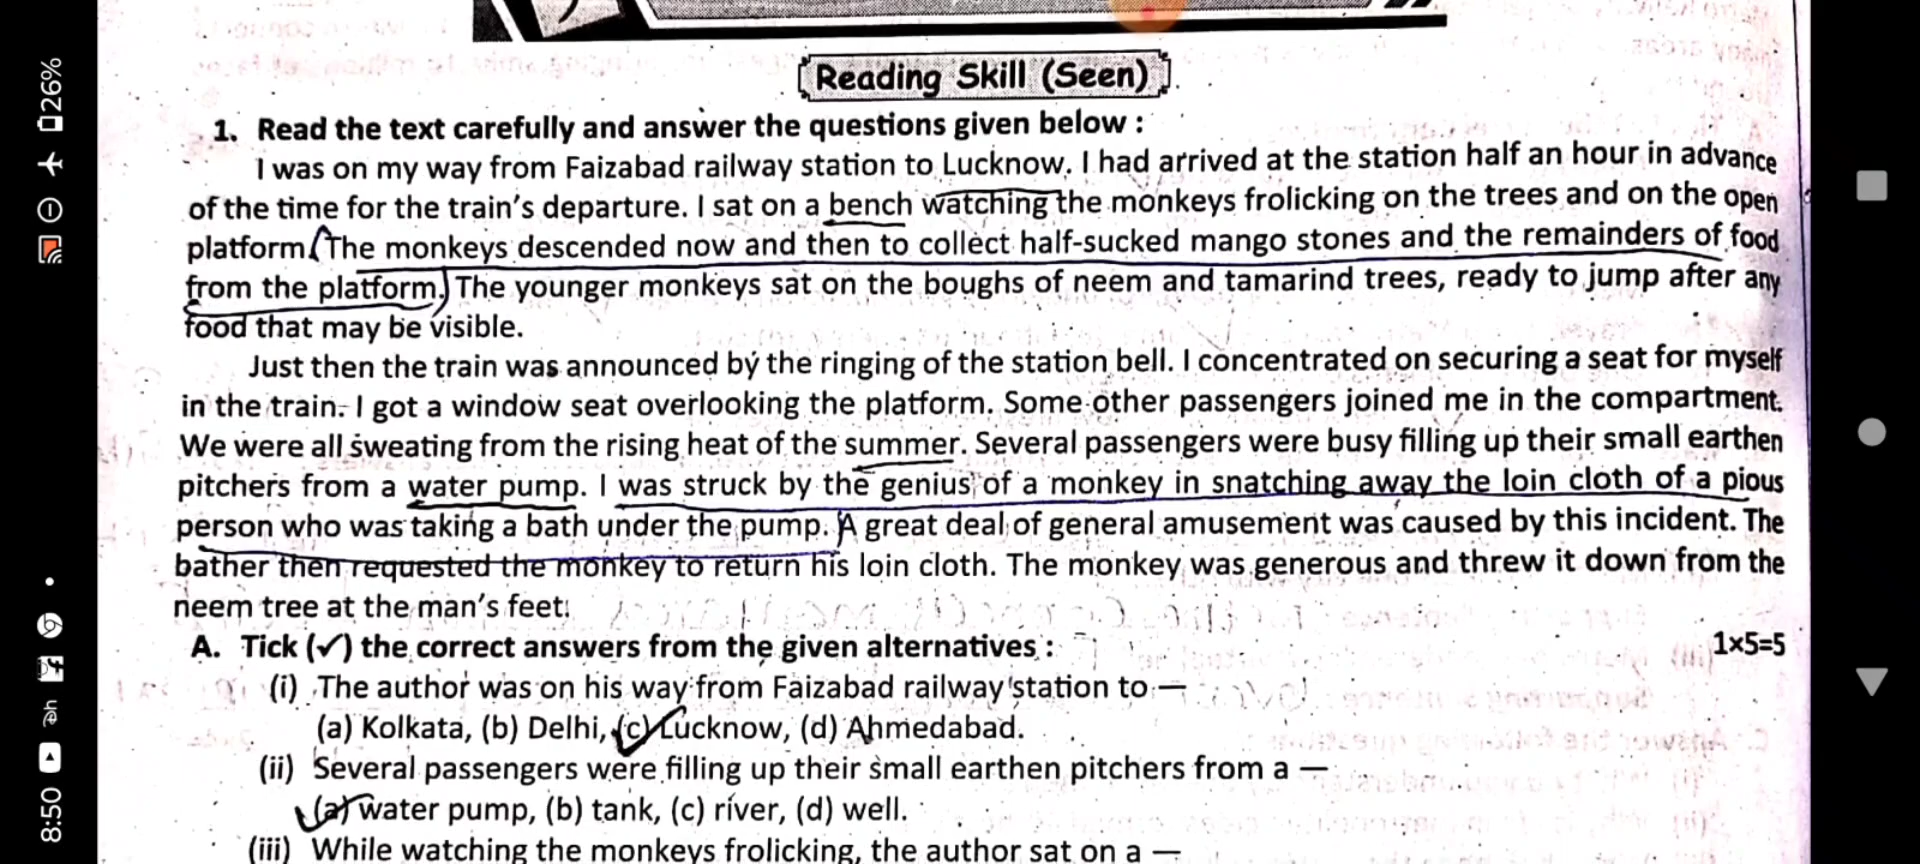 Reading Skill (Seen)
1. Read the text carefully and answer the questions given below :
I was on my way from Faizabad railway station to Lucknow. I had arrived at the station half an hour in advance
of the time for the train's departure. I sat on a bench watching the monkeys frolicking on the trees and on the open
platform. (The monkeys descended now and then to collect half-sucked mango stones and the remainders of food
from the platform.) The younger monkeys sat on the boughs of neem and tamarind trees, ready to jump after any
food that may be visible.
Just then the train was announced by the ringing of the station bell. I concentrated on securing a seat for myself
in the train. I got a window seat overlooking the platform. Some other passengers joined me in the compartment.
We were all sweating from the rising heat of the summer. Several passengers were busy filling up their small earthen
pitchers from a water pump. I was struck by the genius of a monkey in snatching away the loin cloth of a pious
person who was taking a bath under the pump. A great deal of general amusement was caused by this incident. The
bather then requested the monkey to return his loin cloth. The monkey was generous and threw it down from the
neem tree at the man's feet.
A. Tick (✓) the correct answers from the given alternatives : 1×5=5
(i) The author was on his way from Faizabad railway station to —
(a) Kolkata, (b) Delhi, (c) Lucknow, (d) Ahmedabad.
(ii) Several passengers were filling up their small earthen pitchers from a —
(a) water pump, (b) tank, (c) river, (d) well.
(iii) While watching the monkeys frolicking, the author sat on a —
26%
8:50